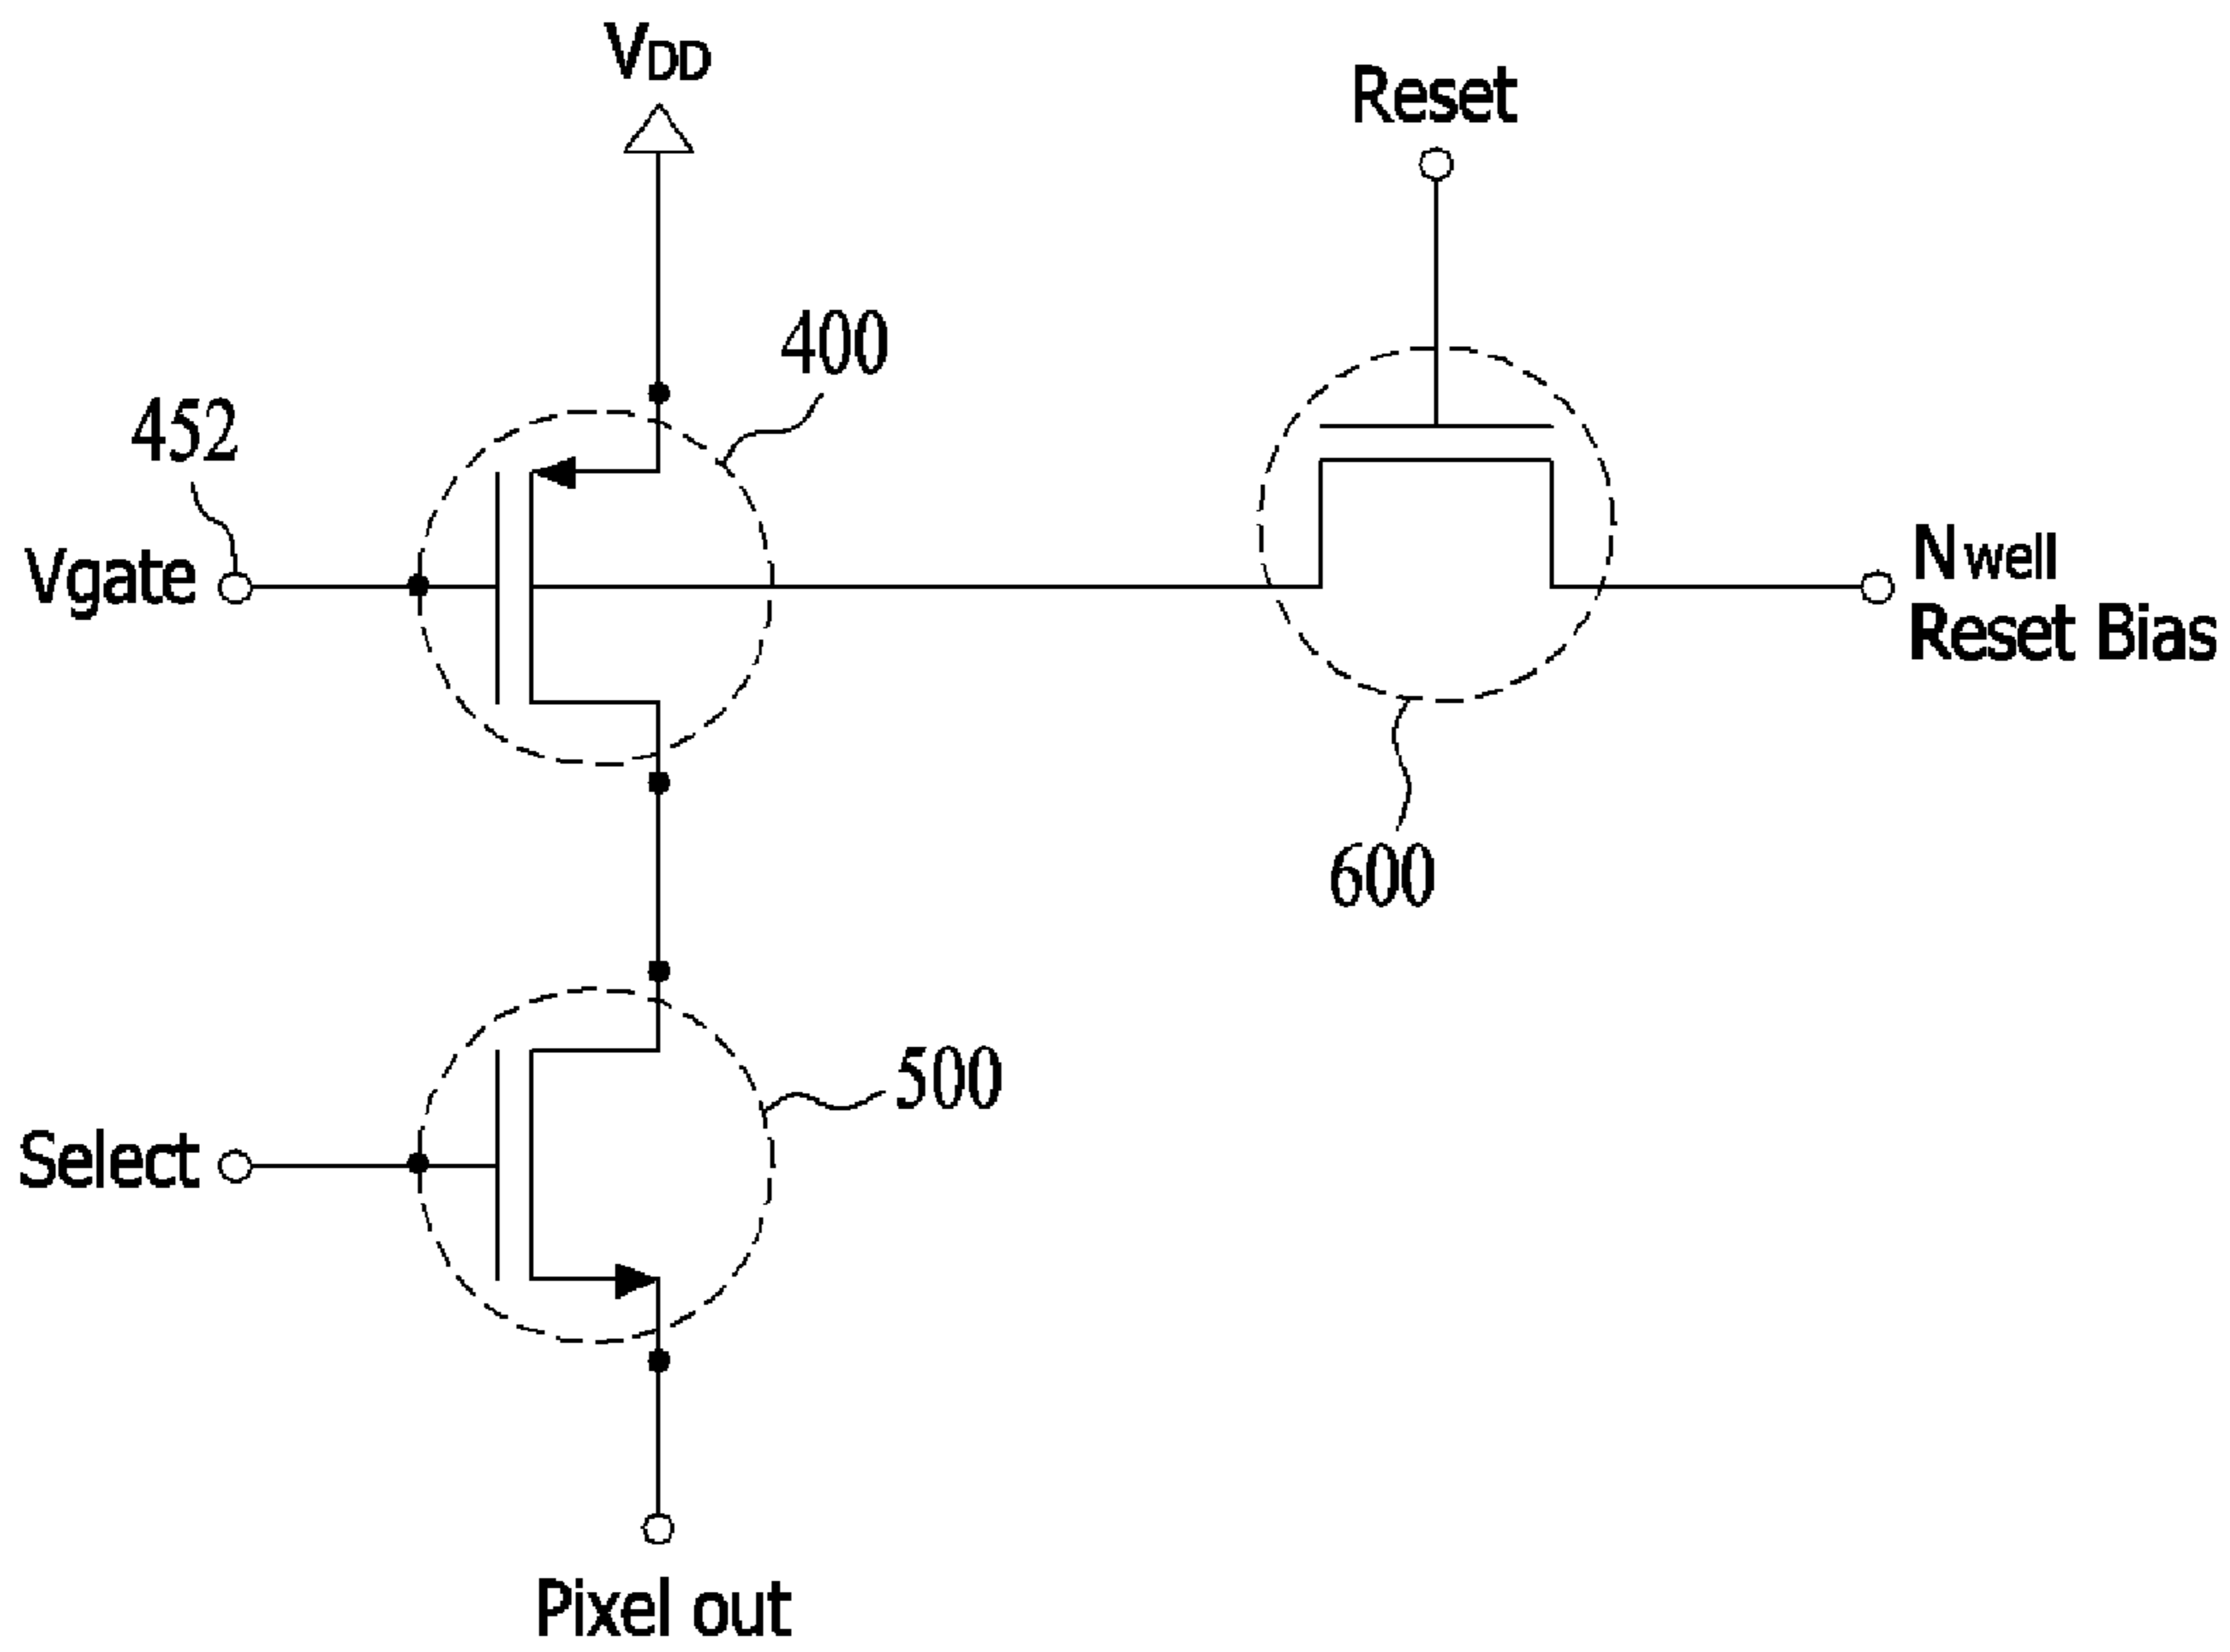 VDD
Reset
400
452
Vgate
Nwell
Reset Bias
600
500
Select
Pixel out